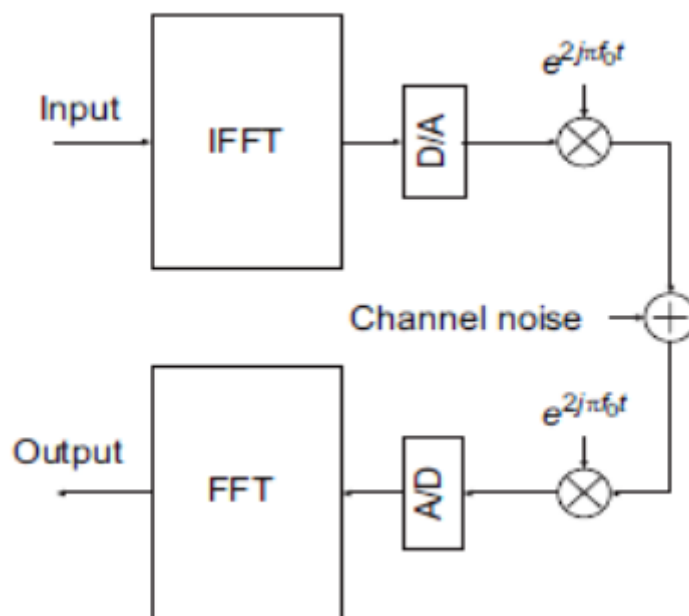 e^{2jπf₀t}
Input
IFFT
D/A
Channel noise
e^{2jπf₀t}
Output
FFT
A/D